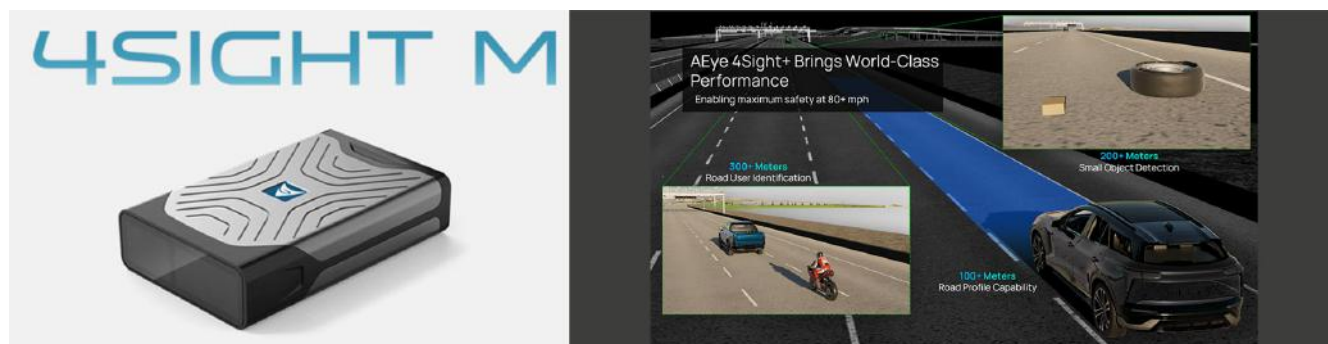 4SIGHT M
AEye 4Sight+ Brings World-Class
Performance
Enabling maximum safety at 80+ mph
300+ Meters
Road User Identification
200+ Meters
Small Object Detection
100+ Meters
Road Profile Capability